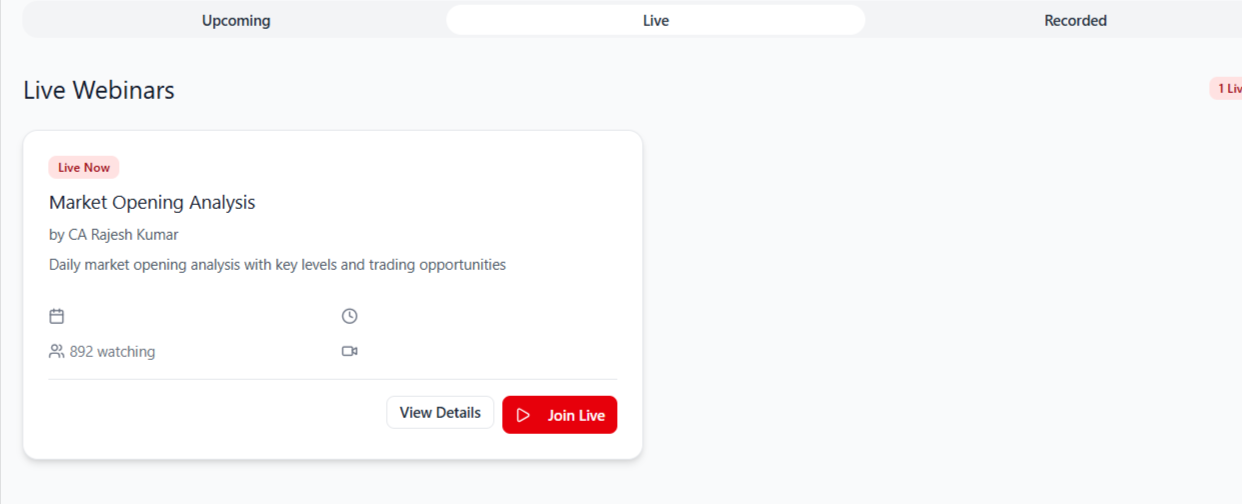 Upcoming
Live
Recorded
Live Webinars
1 Liv
Live Now
Market Opening Analysis
by CA Rajesh Kumar
Daily market opening analysis with key levels and trading opportunities
892 watching
View Details
Join Live